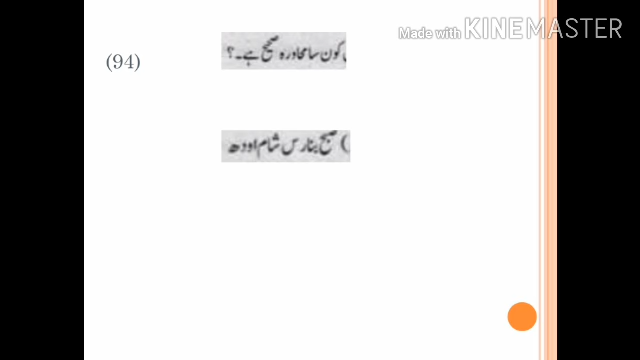 Made with KINEMASTER
(94)
کون سا محاورہ صحیح ہے۔؟
) صبح بنارس شام اودھ